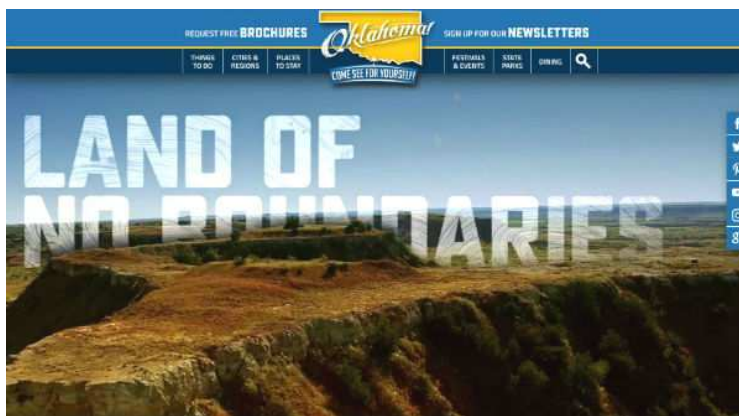 REQUEST FREE BROCHURES
Oklahoma!
COME SEE FOR YOURSELF!
SIGN UP FOR OUR NEWSLETTERS
THINGS
TO DO
CITIES &
REGIONS
PLACES
TO STAY
FESTIVALS
& EVENTS
STATE
PARKS
DINING
LAND OF
NO BOUNDARIES